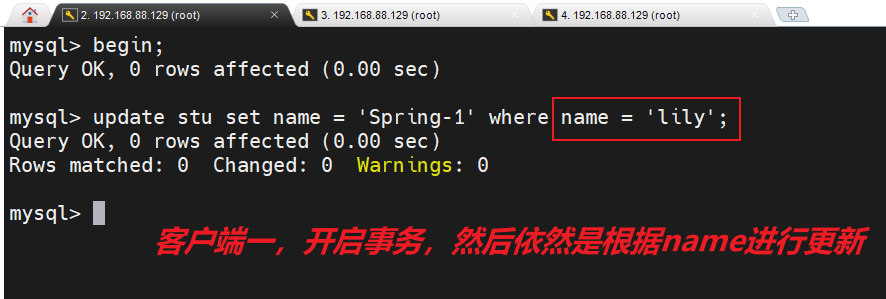 2. 192.168.88.129 (root)
3. 192.168.88.129 (root)
4. 192.168.88.129 (root)
mysql> begin;
Query OK, 0 rows affected (0.00 sec)
mysql> update stu set name = 'Spring-1' where name = 'lily';
Query OK, 0 rows affected (0.00 sec)
Rows matched: 0  Changed: 0  Warnings: 0
mysql>
客户端一，开启事务，然后依然是根据name进行更新